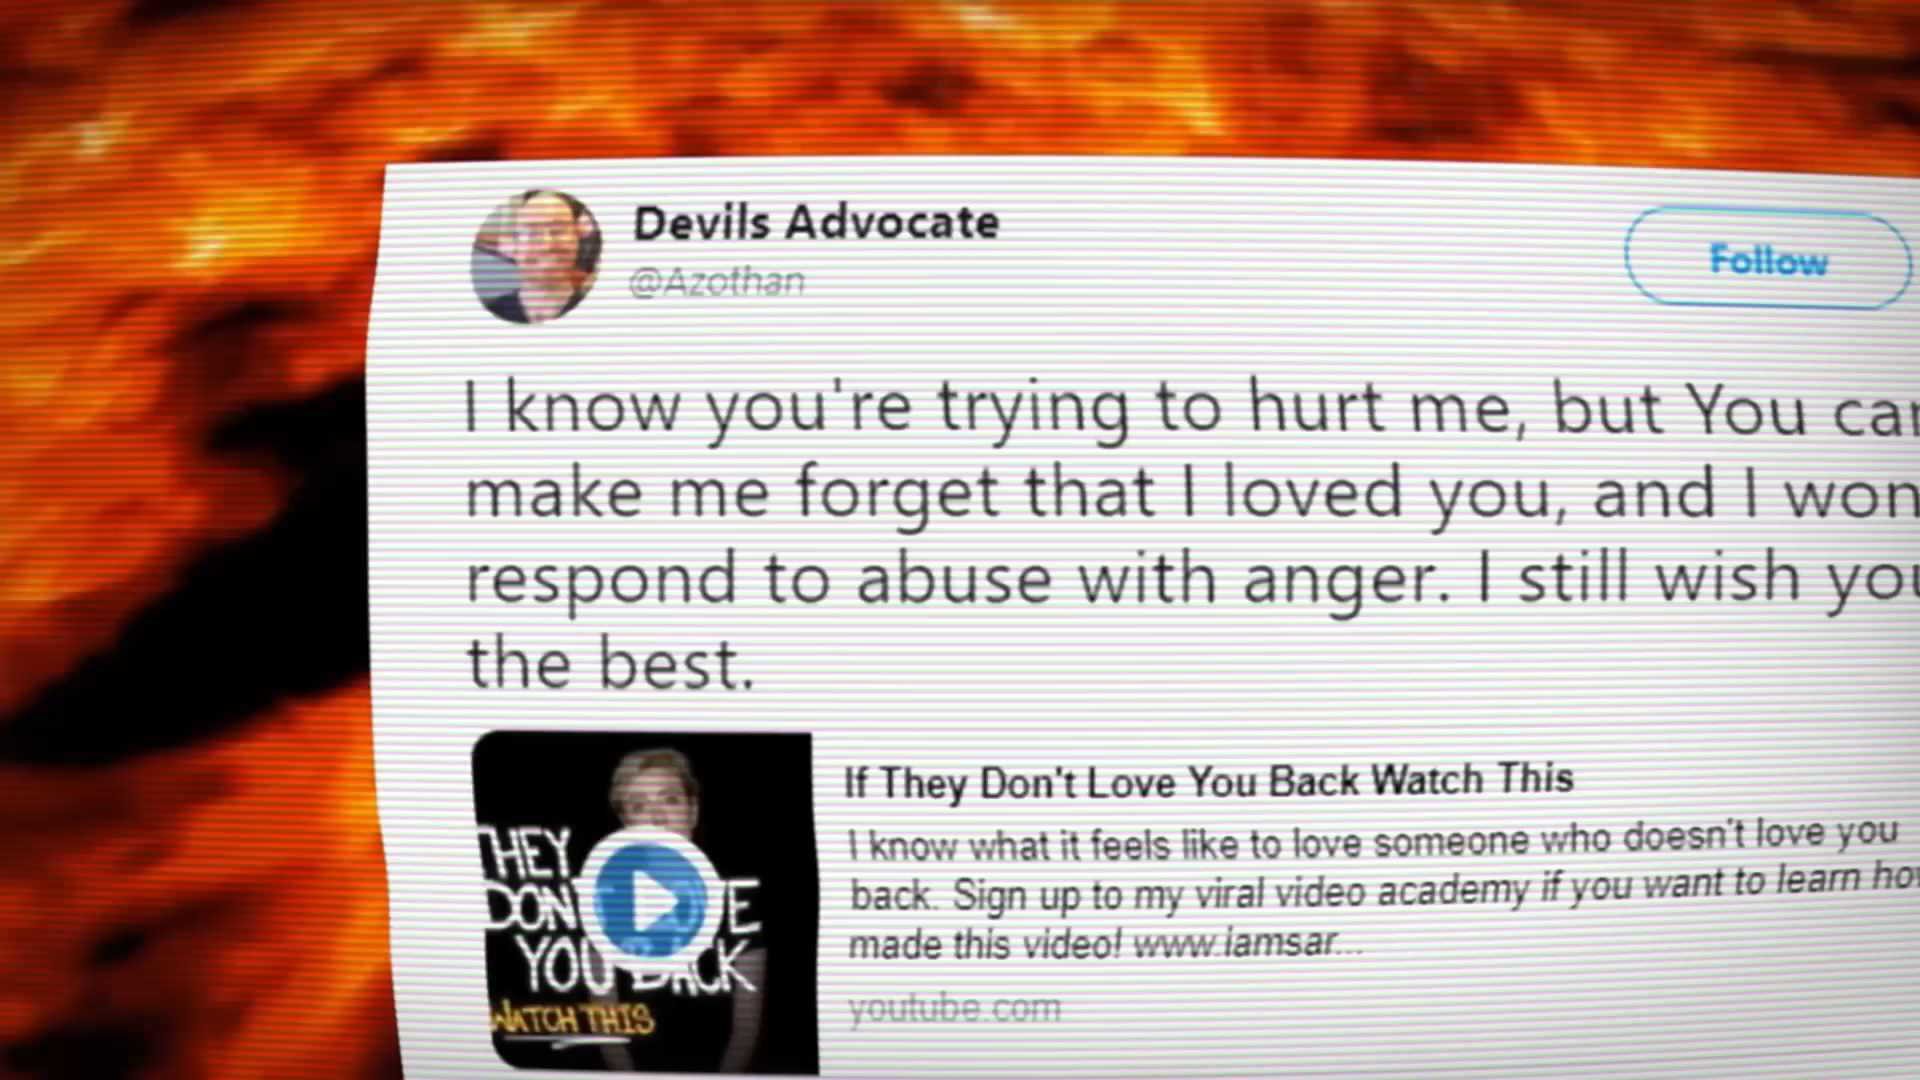 Devils Advocate
@Azothan
Follow
I know you're trying to hurt me, but You
make me forget that I loved you, and I
respond to abuse with anger. I still wish
the best.
THEY
DON'T
YOU BACK
WATCH THIS
If They Don't Love You Back Watch This
I know what it feels like to love someone who doesn't love you
back. Sign up to my viral video academy if you want to learn
made this video! www.iamsar...
youtube.com